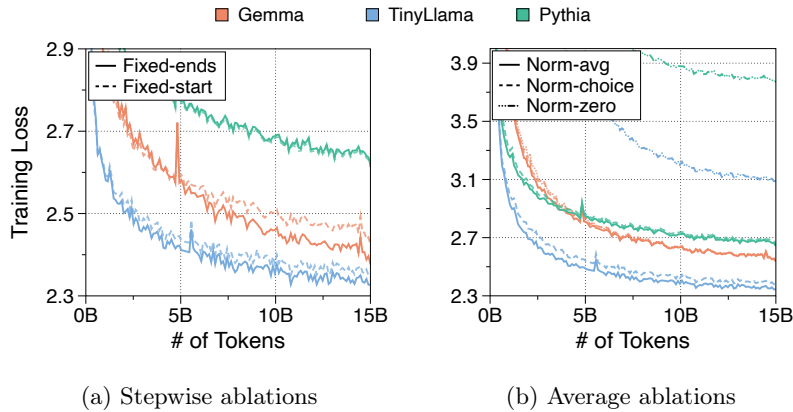 Gemma TinyLlama Pythia
Fixed-ends
Fixed-start
2.9
2.7
2.5
2.3
Training Loss
0B 5B 10B 15B
# of Tokens
(a) Stepwise ablations
Norm-avg
Norm-choice
Norm-zero
3.9
3.5
3.1
2.7
2.3
0B 5B 10B 15B
# of Tokens
(b) Average ablations